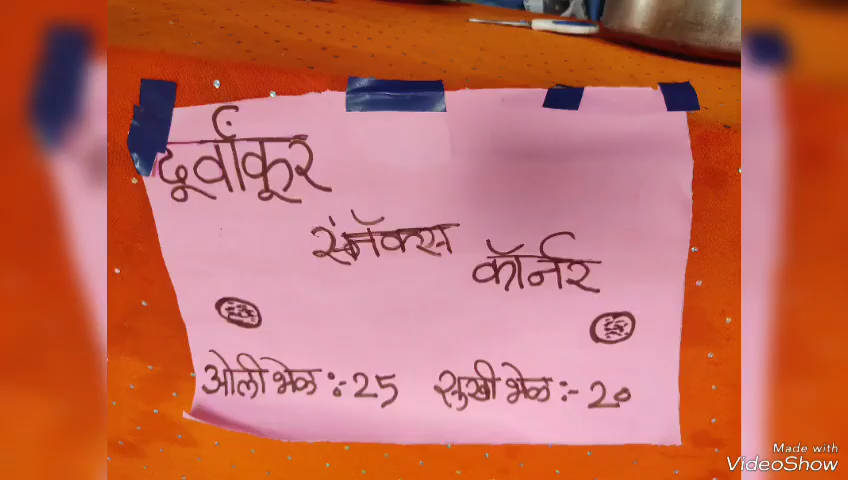 दूर्वांकूर
स्नॅक्स कॉर्नर
ओली भेळ :- 25 सुखी भेळ :- 20
Made with
VideoShow